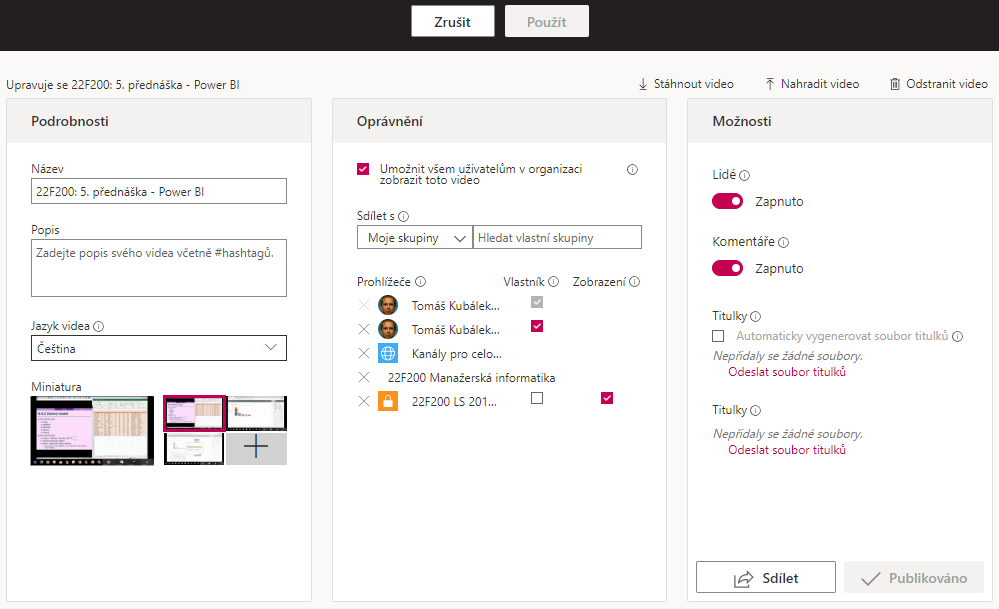 Zrušit
Použít
Upravuje se 22F200: 5. přednáška - Power BI
Stáhnout video
Nahradit video
Odstranit video
Podrobnosti
Název
22F200: 5. přednáška - Power BI
Popis
Zadejte popis svého videa včetně #hashtagů.
Jazyk videa
Čeština
Miniatura
Oprávnění
Umožnit všem uživatelům v organizaci
zobrazit toto video
Sdílet s
Moje skupiny
Hledat vlastní skupiny
Prohlížeče
Vlastník
Zobrazení
Tomáš Kubálek...
Tomáš Kubálek...
Kanály pro celo...
22F200 Manažerská informatika
22F200 LS 201...
Možnosti
Lidé
Zapnuto
Komentáře
Zapnuto
Titulky
Automaticky vygenerovat soubor titulků
Nepřidaly se žádné soubory.
Odeslat soubor titulků
Titulky
Nepřidaly se žádné soubory.
Odeslat soubor titulků
Sdílet
Publikováno